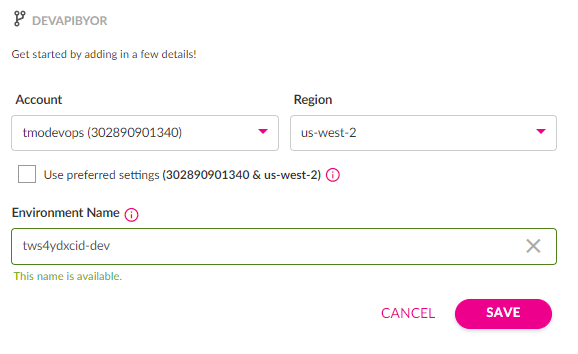 DEVAPIBYOR
Get started by adding in a few details!
Account
Region
tmodevops (302890901340)
us-west-2
Use preferred settings (302890901340 & us-west-2)
Environment Name
tws4ydxcid-dev
This name is available.
CANCEL
SAVE